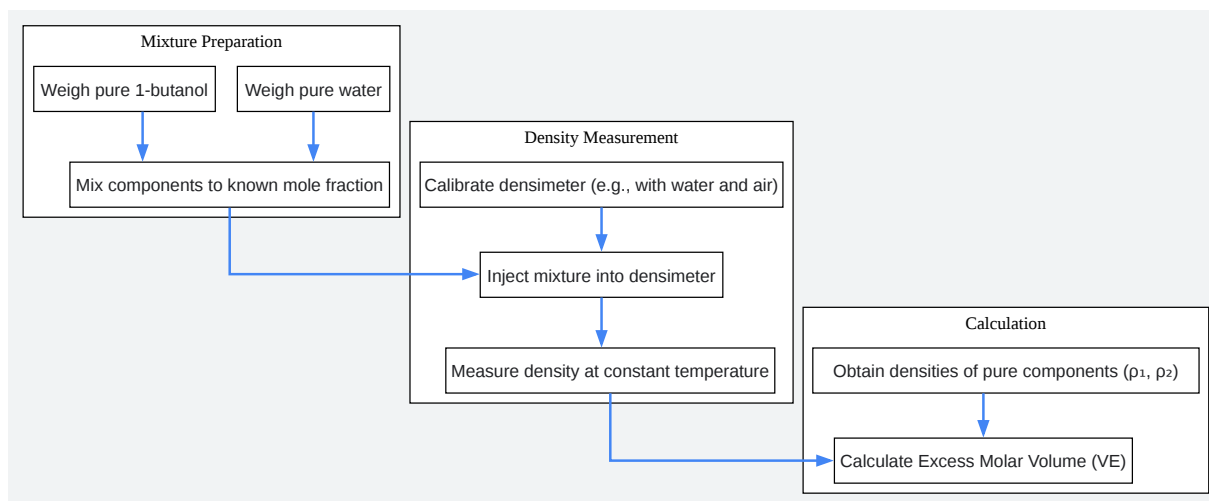 Mixture Preparation
Weigh pure 1-butanol
Weigh pure water
Mix components to known mole fraction
Density Measurement
Calibrate densimeter (e.g., with water and air)
Inject mixture into densimeter
Measure density at constant temperature
Calculation
Obtain densities of pure components (ρ₁, ρ₂)
Calculate Excess Molar Volume (VE)